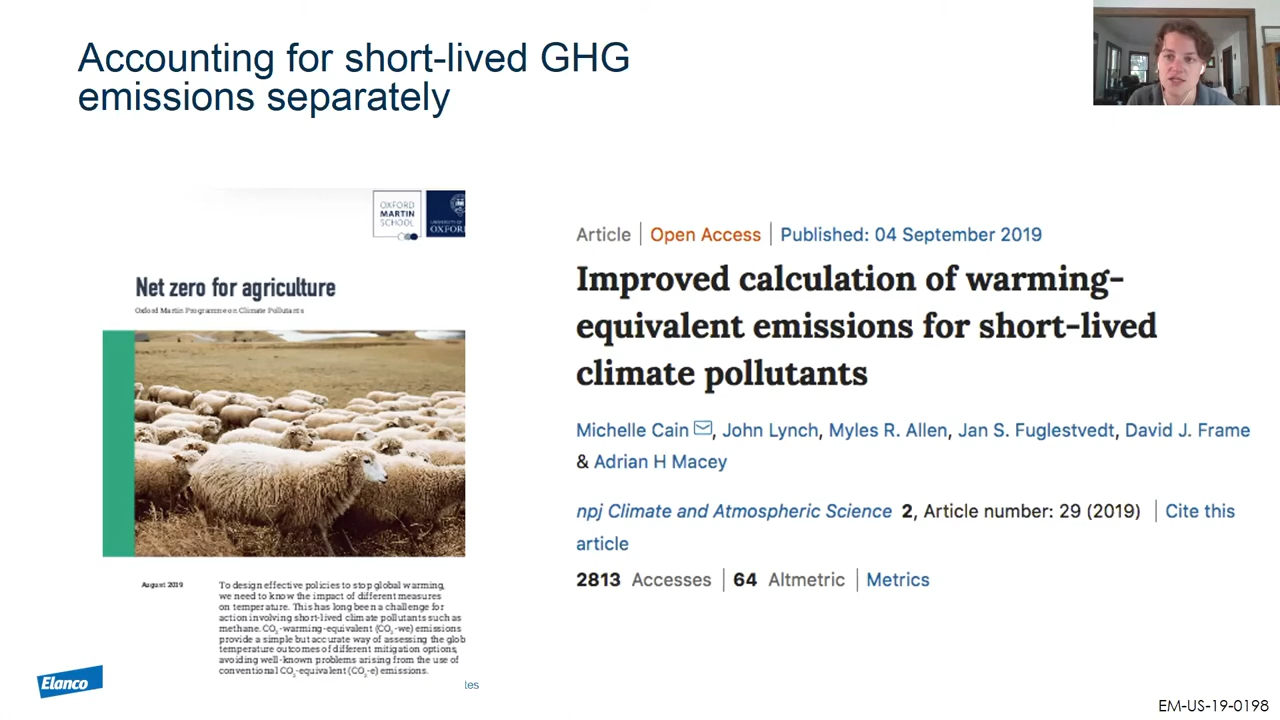 Accounting for short-lived GHG
emissions separately
OXFORD
MARTIN
SCHOOL
UNIVERSITY OF
OXFOR
Net zero for agriculture
Oxford Martin Programme on Climate Pollutants
August 2019
To design effective policies to stop global warming,
we need to know the impact of different measures
on temperature. This has long been a challenge for
action involving short-lived climate pollutants such as
methane. CO2-warming-equivalent (CO2-we) emissions
provide a simple but accurate way of assessing the glob
temperature outcomes of different mitigation options,
avoiding well-known problems arising from the use of
conventional CO2-equivalent (CO2-e) emissions.
Article | Open Access | Published: 04 September 2019
Improved calculation of warming-
equivalent emissions for short-lived
climate pollutants
Michelle Cain, John Lynch, Myles R. Allen, Jan S. Fuglestvedt, David J. Frame
& Adrian H Macey
npj Climate and Atmospheric Science 2, Article number: 29 (2019) | Cite this
article
2813 Accesses | 64 Altmetric | Metrics
Elanco
les
EM-US-19-0198